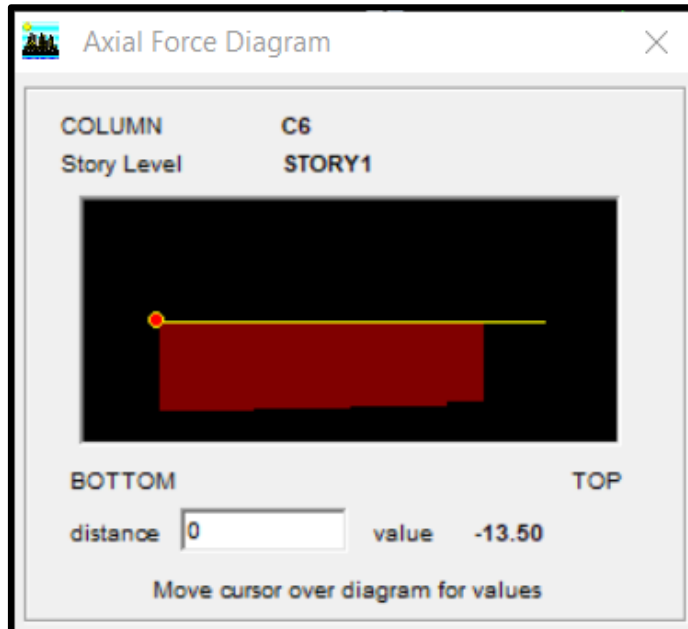 Axial Force Diagram
COLUMN C6
Story Level STORY1
BOTTOM TOP
distance 0 value -13.50
Move cursor over diagram for values